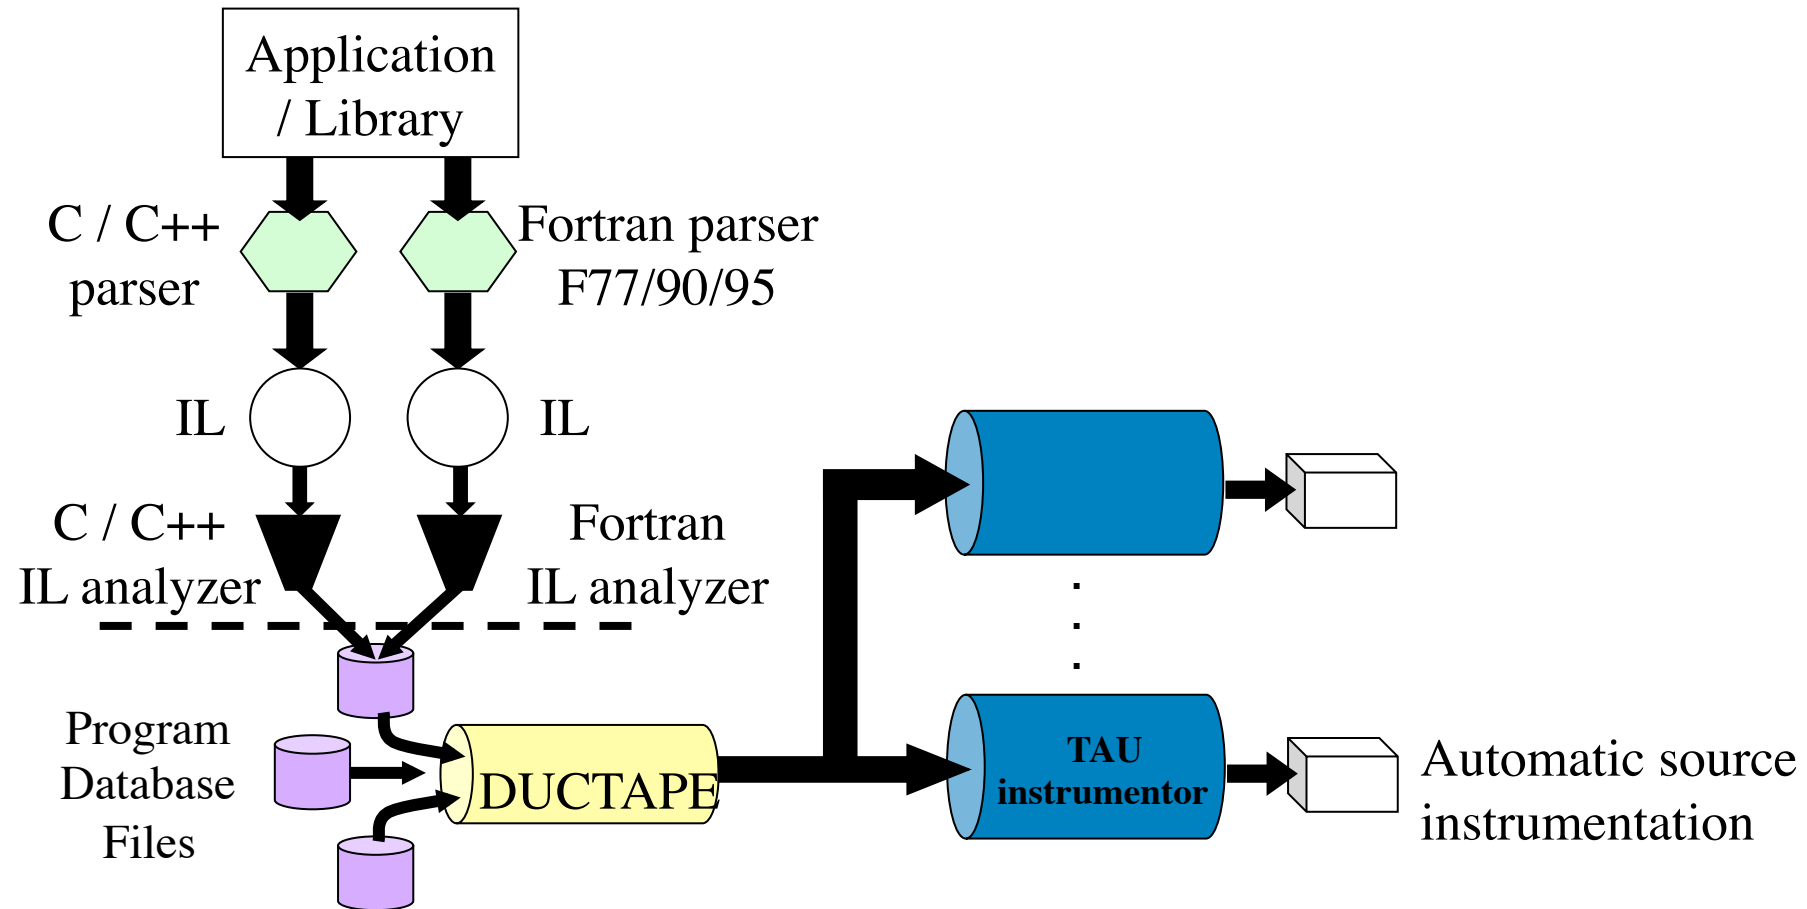 Application
/ Library
C / C++
parser
Fortran parser
F77/90/95
IL
IL
C / C++
IL analyzer
Fortran
IL analyzer
Program
Database
Files
DUCTAPE
TAU
instrumentor
Automatic source
instrumentation